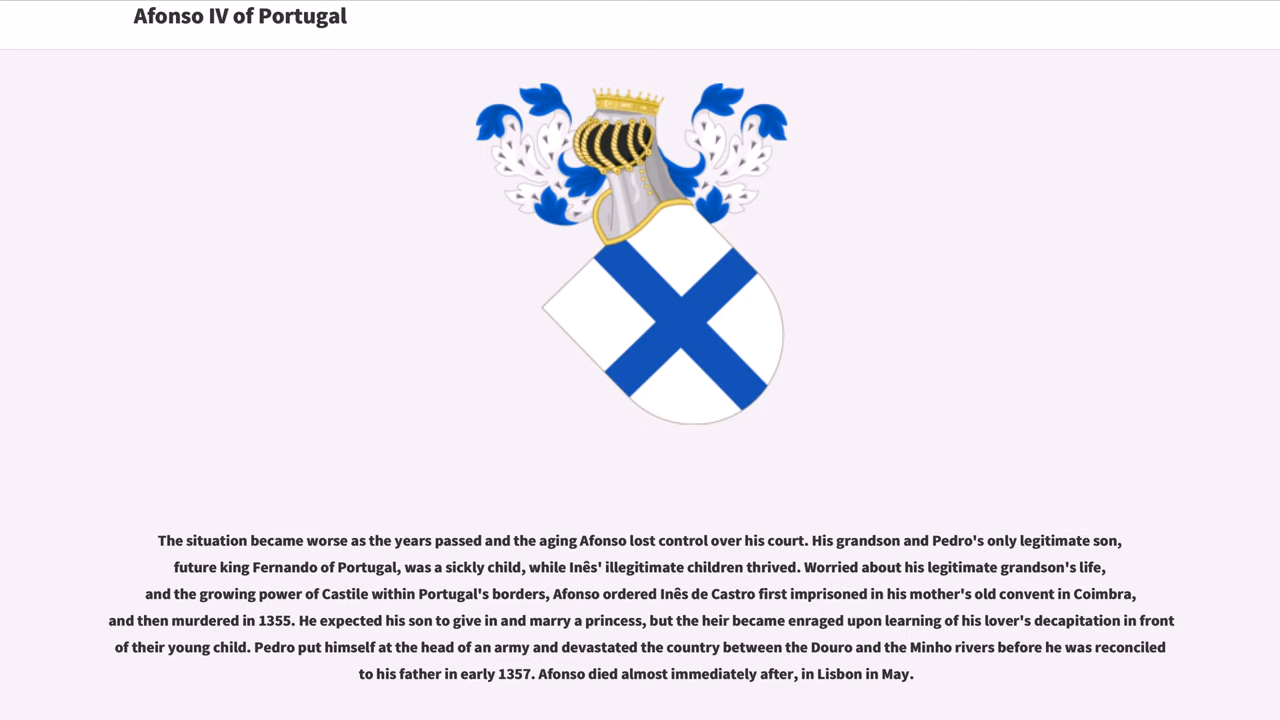 Afonso IV of Portugal
The situation became worse as the years passed and the aging Afonso lost control over his court. His grandson and Pedro's only legitimate son,
future king Fernando of Portugal, was a sickly child, while Inês' illegitimate children thrived. Worried about his legitimate grandson's life,
and the growing power of Castile within Portugal's borders, Afonso ordered Inês de Castro first imprisoned in his mother's old convent in Coimbra,
and then murdered in 1355. He expected his son to give in and marry a princess, but the heir became enraged upon learning of his lover's decapitation in front
of their young child. Pedro put himself at the head of an army and devastated the country between the Douro and the Minho rivers before he was reconciled
to his father in early 1357. Afonso died almost immediately after, in Lisbon in May.